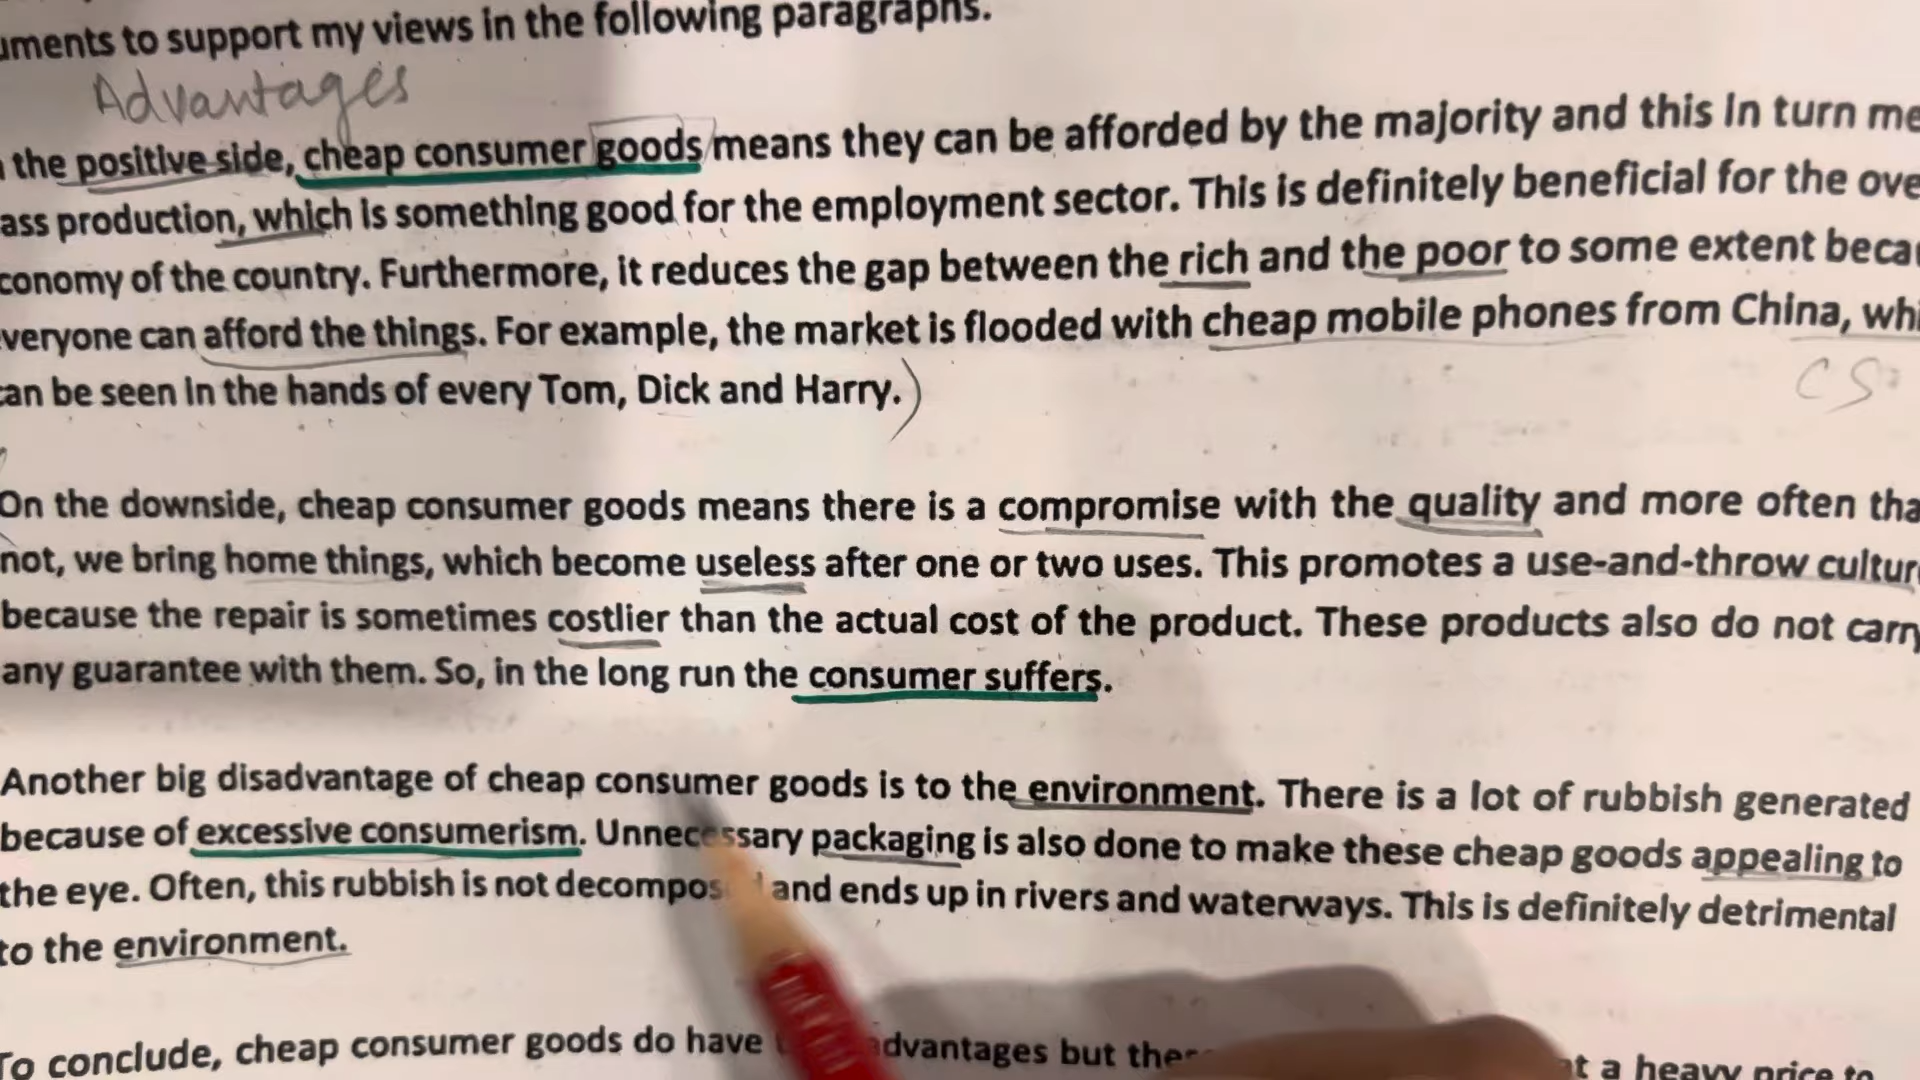 uments to support my views in the following paragraphs.
Advantages
the positive side, cheap consumer goods means they can be afforded by the majority and this in turn me
ass production, which is something good for the employment sector. This is definitely beneficial for the ove
conomy of the country. Furthermore, it reduces the gap between the rich and the poor to some extent beca
veryone can afford the things. For example, the market is flooded with cheap mobile phones from China, whi
can be seen in the hands of every Tom, Dick and Harry.)
CS
On the downside, cheap consumer goods means there is a compromise with the quality and more often tha
not, we bring home things, which become useless after one or two uses. This promotes a use-and-throw cultur
because the repair is sometimes costlier than the actual cost of the product. These products also do not carry
any guarantee with them. So, in the long run the consumer suffers.
Another big disadvantage of cheap consumer goods is to the environment. There is a lot of rubbish generated
because of excessive consumerism. Unnecessary packaging is also done to make these cheap goods appealing to
the eye. Often, this rubbish is not decompos and ends up in rivers and waterways. This is definitely detrimental
to the environment.
To conclude, cheap consumer goods do have dvantages but thes at a heavy price to